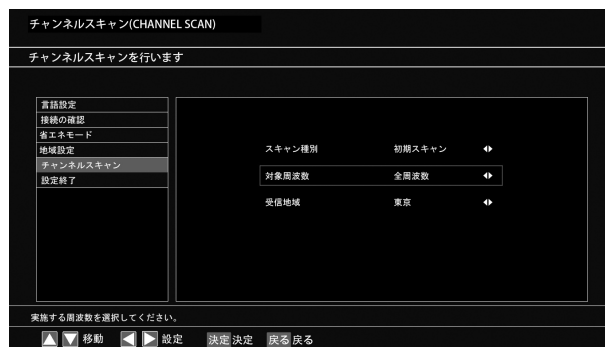 チャンネルスキャン(CHANNEL SCAN)
チャンネルスキャンを行います
言語設定
接続の確認
省エネモード
地域設定
チャンネルスキャン
設定終了
スキャン種別 初期スキャン
対象周波数 全周波数
受信地域 東京
実施する周波数を選択してください。
移動 設定 決定 決定 戻る 戻る